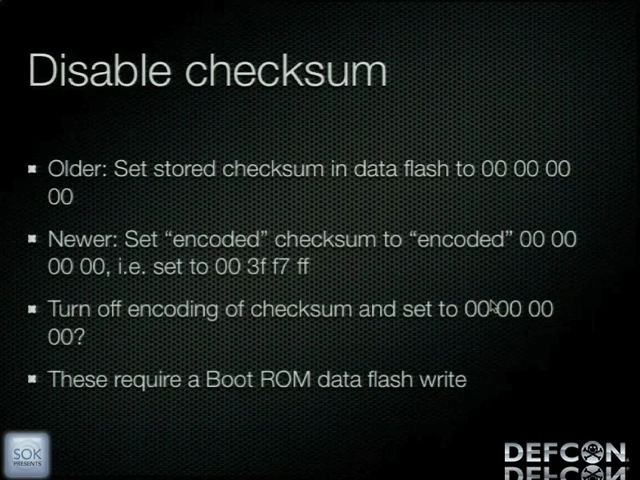 Disable checksum
Older: Set stored checksum in data flash to 00 00 00
00
Newer: Set “encoded” checksum to “encoded” 00 00
00 00, i.e. set to 00 3f f7 ff
Turn off encoding of checksum and set to 00 00 00
00?
These require a Boot ROM data flash write
SOK
PRESENTS
DEFCON